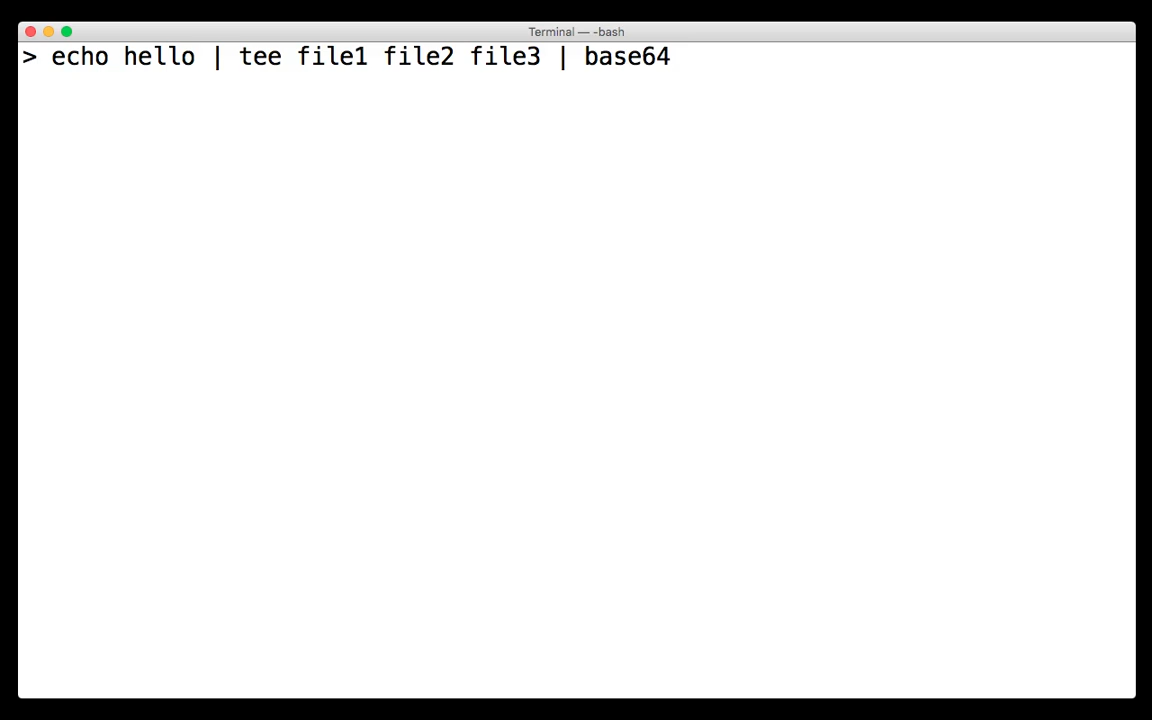 Terminal — -bash
> echo hello | tee file1 file2 file3 | base64